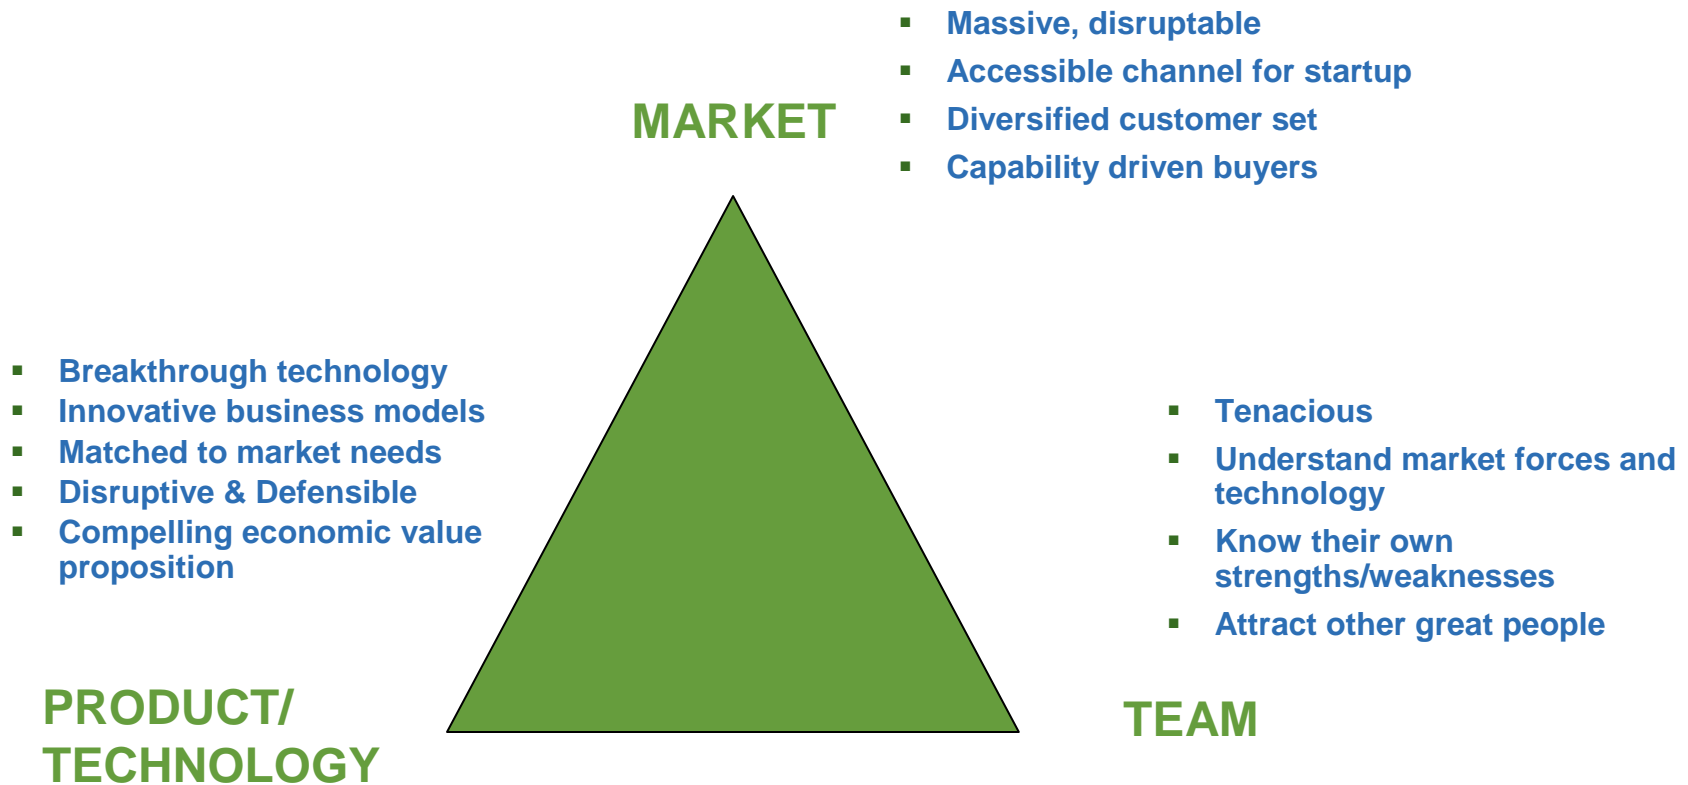 ▪ Massive, disruptable
▪ Accessible channel for startup
MARKET
▪ Diversified customer set
▪ Capability driven buyers
▪ Breakthrough technology
▪ Innovative business models
▪ Matched to market needs
▪ Disruptive & Defensible
▪ Compelling economic value
proposition
PRODUCT/
TECHNOLOGY
▪ Tenacious
▪ Understand market forces and
technology
▪ Know their own
strengths/weaknesses
▪ Attract other great people
TEAM